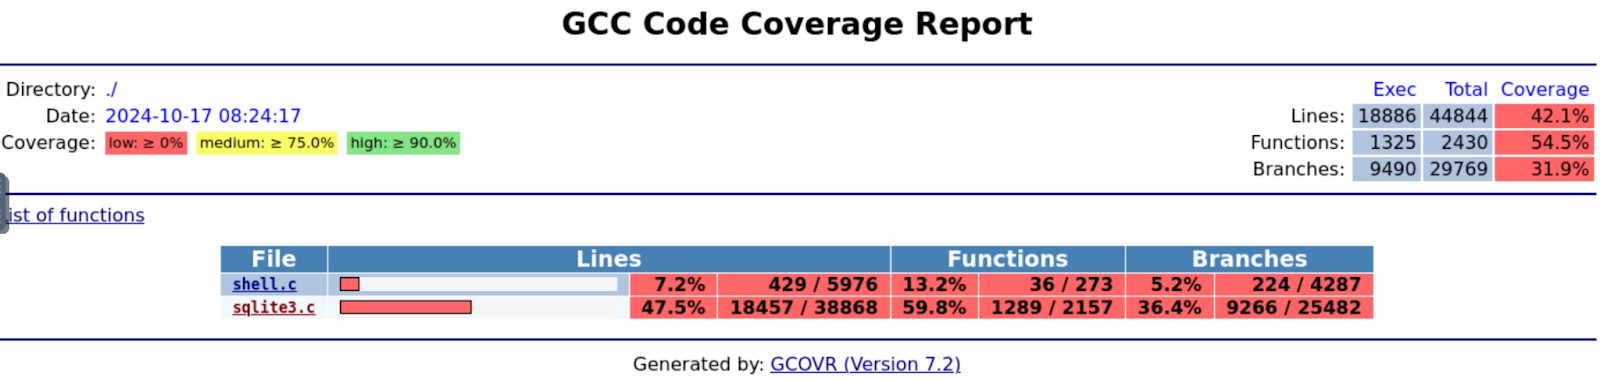 GCC Code Coverage Report
Directory: ./
Date: 2024-10-17 08:24:17
Coverage: low: ≥ 0% medium: ≥ 75.0% high: ≥ 90.0%
Exec Total Coverage
Lines: 18886 44844 42.1%
Functions: 1325 2430 54.5%
Branches: 9490 29769 31.9%
ist of functions
File Lines Functions Branches
shell.c 7.2% 429 / 5976 13.2% 36 / 273 5.2% 224 / 4287
sqlite3.c 47.5% 18457 / 38868 59.8% 1289 / 2157 36.4% 9266 / 25482
Generated by: GCOVR (Version 7.2)